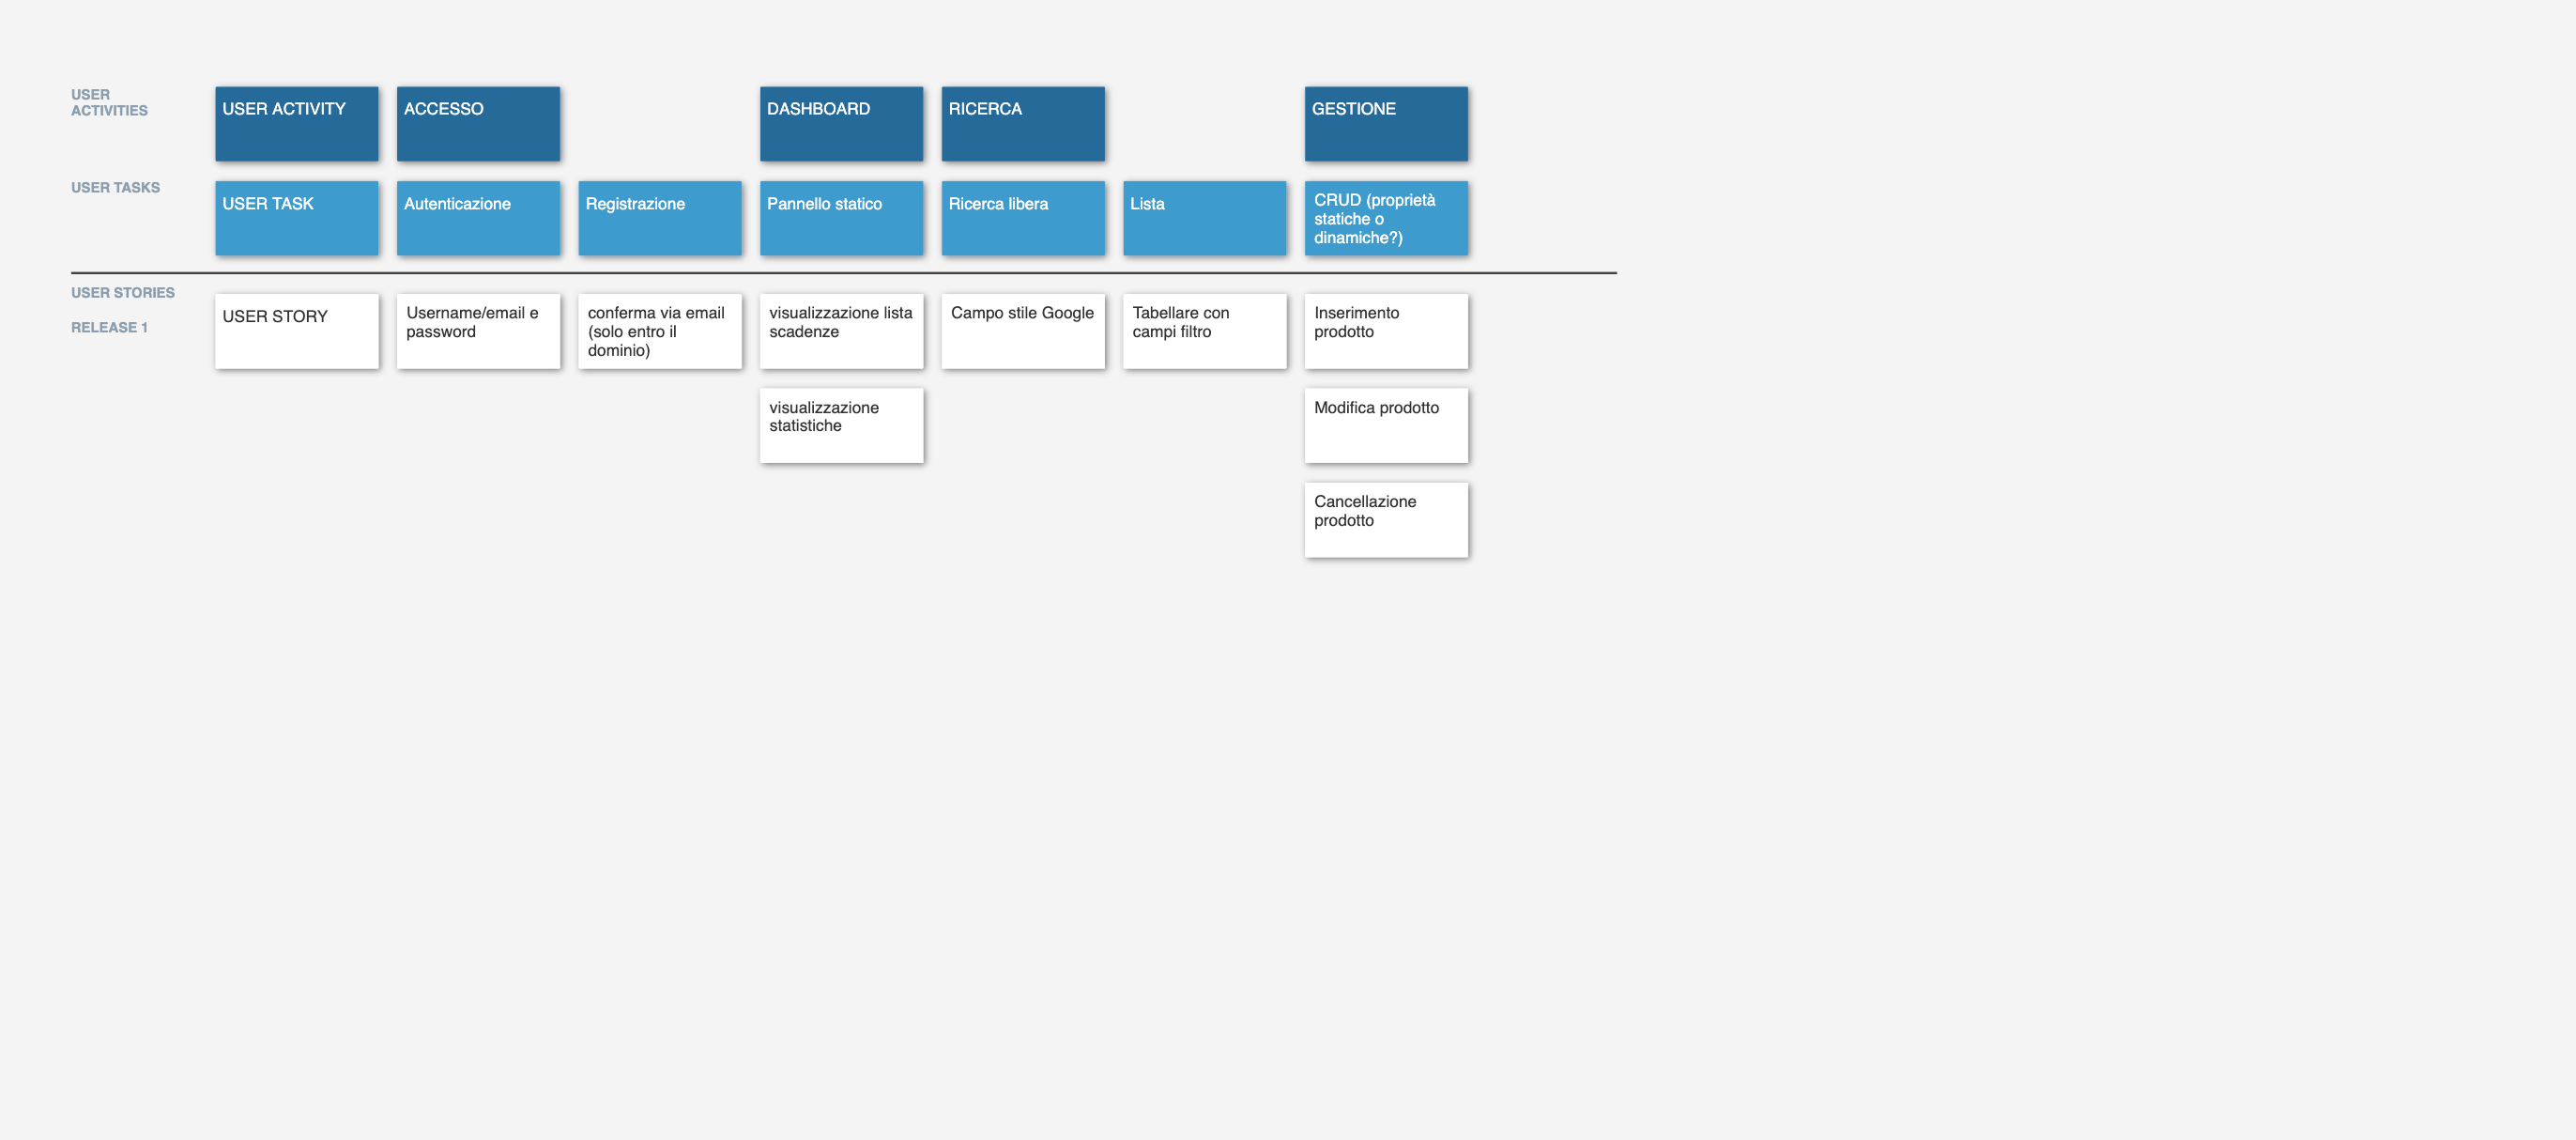 USER
ACTIVITIES
USER ACTIVITY
ACCESSO
DASHBOARD
RICERCA
GESTIONE
USER TASKS
USER TASK
Autenticazione
Registrazione
Pannello statico
Ricerca libera
Lista
CRUD (proprietà
statiche o
dinamiche?)
USER STORIES
RELEASE 1
USER STORY
Username/email e
password
conferma via email
(solo entro il
dominio)
visualizzazione lista
scadenze
Campo stile Google
Tabellare con
campi filtro
Inserimento
prodotto
visualizzazione
statistiche
Modifica prodotto
Cancellazione
prodotto